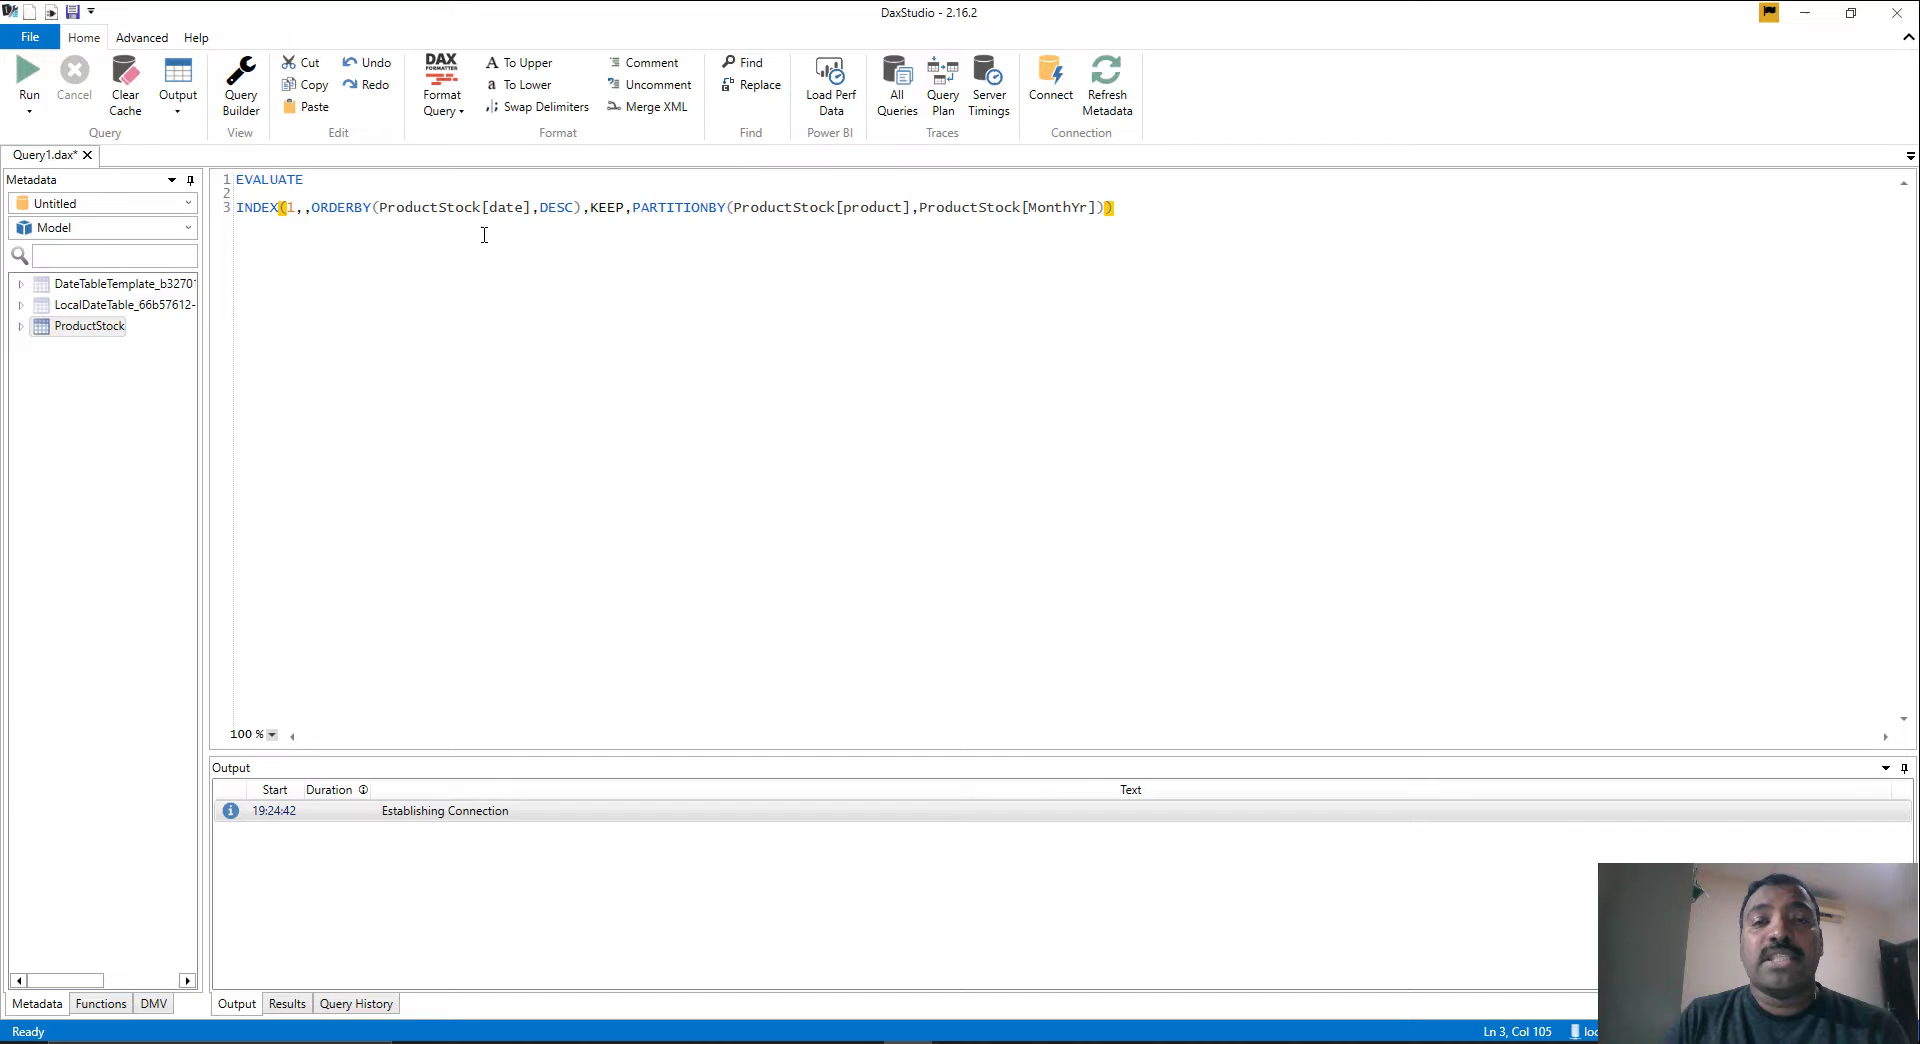 DaxStudio - 2.16.2
File
Home
Advanced
Help
Run
Cancel
Clear Cache
Output
Query
Query Builder
View
Cut
Copy
Paste
Undo
Redo
Edit
DAX FORMATTER
Format Query
To Upper
To Lower
Swap Delimiters
Comment
Uncomment
Merge XML
Format
Find
Replace
Find
Load Perf Data
Power BI
All Queries
Query Plan
Server Timings
Traces
Connect
Refresh Metadata
Connection
Query1.dax*
Metadata
Untitled
Model
DateTableTemplate_b3270
LocalDateTable_66b57612-
ProductStock
1 EVALUATE
2
3 INDEX(1,,ORDERBY(ProductStock[date],DESC),KEEP,PARTITIONBY(ProductStock[product],ProductStock[MonthYr]))
100 %
Output
Start Duration Text
19:24:42 Establishing Connection
Metadata Functions DMV
Output Results Query History
Ready
Ln 3, Col 105
loc